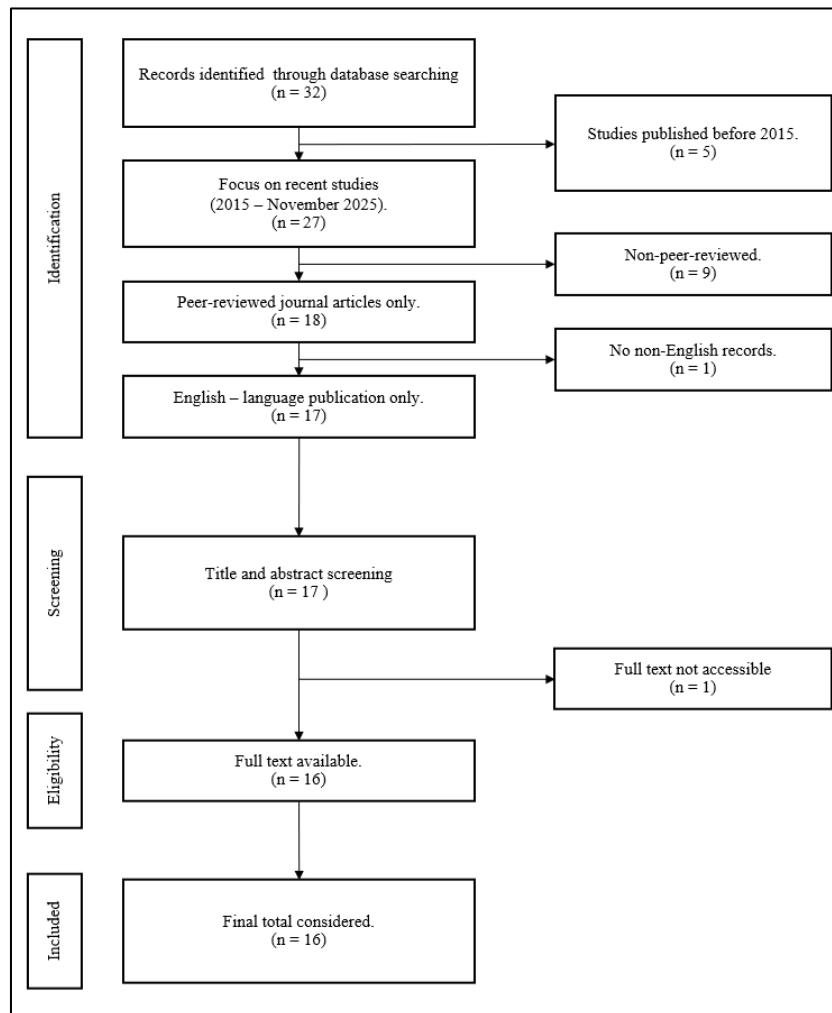 Identification
Records identified through database searching
(n = 32)
Studies published before 2015.
(n = 5)
Focus on recent studies
(2015 – November 2025).
(n = 27)
Non-peer-reviewed.
(n = 9)
Peer-reviewed journal articles only.
(n = 18)
No non-English records.
(n = 1)
English – language publication only.
(n = 17)
Screening
Title and abstract screening
(n = 17 )
Full text not accessible
(n = 1)
Eligibility
Full text available.
(n = 16)
Included
Final total considered.
(n = 16)